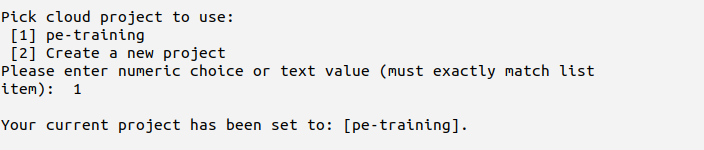 Pick cloud project to use:
 [1] pe-training
 [2] Create a new project
Please enter numeric choice or text value (must exactly match list
item):  1

Your current project has been set to: [pe-training].